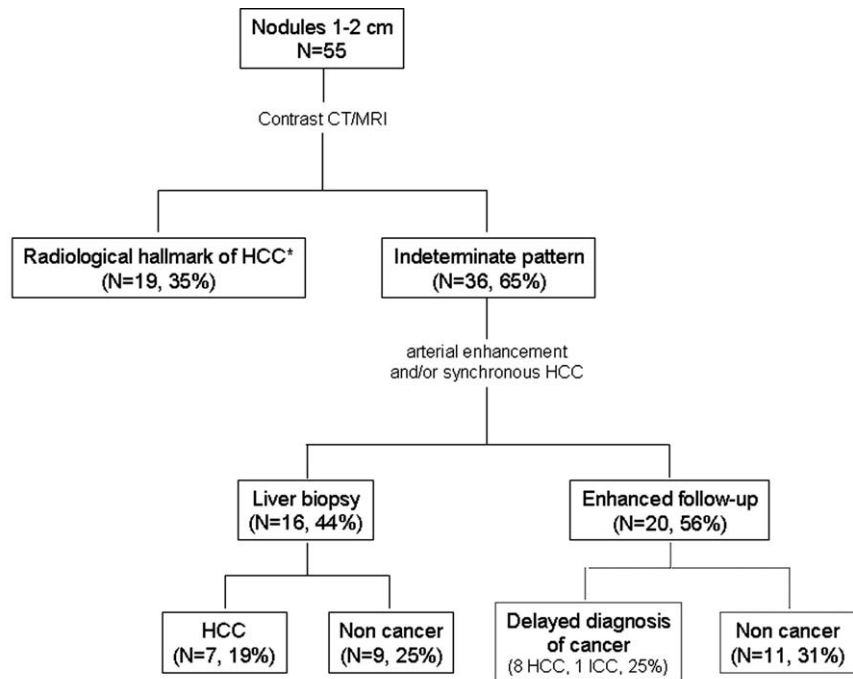 Nodules 1-2 cm
N=55
Contrast CT/MRI
Radiological hallmark of HCC*
(N=19, 35%)
Indeterminate pattern
(N=36, 65%)
arterial enhancement
and/or synchronous HCC
Liver biopsy
(N=16, 44%)
Enhanced follow-up
(N=20, 56%)
HCC
(N=7, 19%)
Non cancer
(N=9, 25%)
Delayed diagnosis
of cancer
(8 HCC, 1 ICC, 25%)
Non cancer
(N=11, 31%)